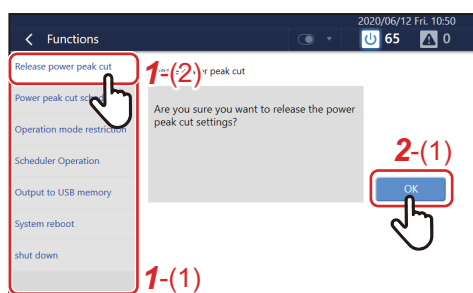 2020/06/12 Fri. 10:50
Functions
65
0
Release power peak cut
1-(2)
power peak cut
Power peak cut
Are you sure you want to release the power
peak cut settings?
Operation mode restriction
2-(1)
Scheduler Operation
OK
Output to USB memory
System reboot
shut down
1-(1)